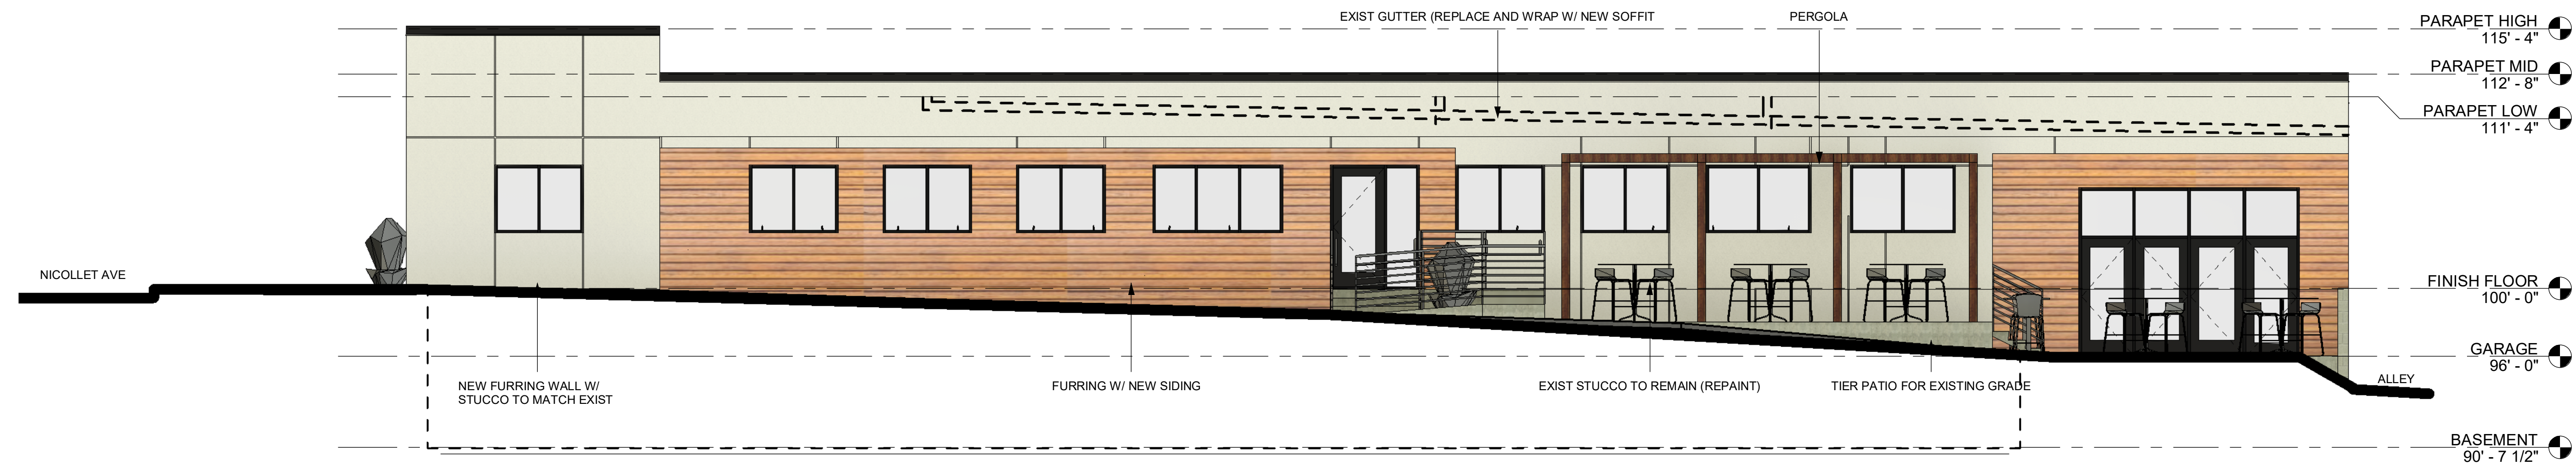 EXIST GUTTER (REPLACE AND WRAP W/ NEW SOFFIT
PERGOLA
PARAPET HIGH
115' - 4"
PARAPET MID
112' - 8"
PARAPET LOW
111' - 4"
NICOLLET AVE
FINISH FLOOR
100' - 0"
GARAGE
96' - 0"
ALLEY
NEW FURRING WALL W/
STUCCO TO MATCH EXIST
FURRING W/ NEW SIDING
EXIST STUCCO TO REMAIN (REPAINT)
TIER PATIO FOR EXISTING GRADE
BASEMENT
90' - 7 1/2"